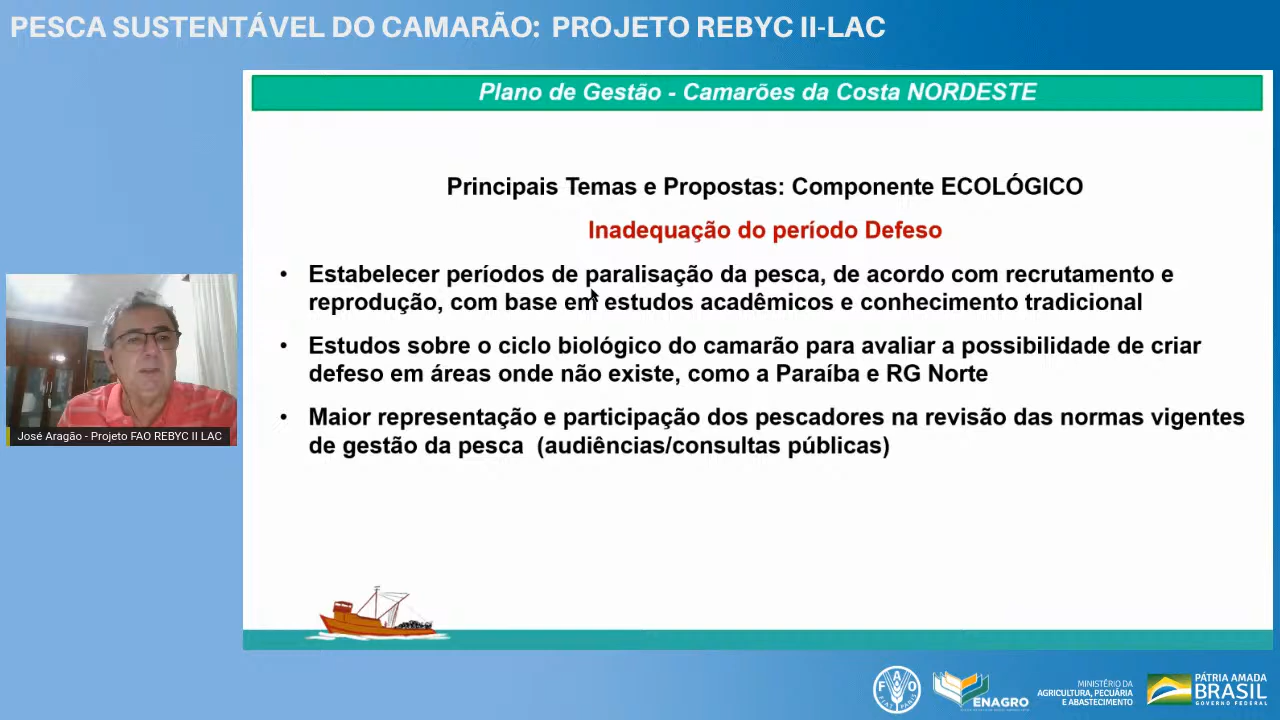 PESCA SUSTENTÁVEL DO CAMARÃO: PROJETO REBYC II-LAC
Plano de Gestão - Camarões da Costa NORDESTE
Principais Temas e Propostas: Componente ECOLÓGICO
Inadequação do período Defeso
• Estabelecer períodos de paralisação da pesca, de acordo com recrutamento e
reprodução, com base em estudos acadêmicos e conhecimento tradicional
• Estudos sobre o ciclo biológico do camarão para avaliar a possibilidade de criar
defeso em áreas onde não existe, como a Paraíba e RG Norte
• Maior representação e participação dos pescadores na revisão das normas vigentes
de gestão da pesca (audiências/consultas públicas)
José Aragão - Projeto FAO REBYC II LAC
F A O
FIAT PANIS
ENAGRO
MINISTÉRIO DA
AGRICULTURA, PECUÁRIA
E ABASTECIMENTO
PÁTRIA AMADA
BRASIL
GOVERNO FEDERAL